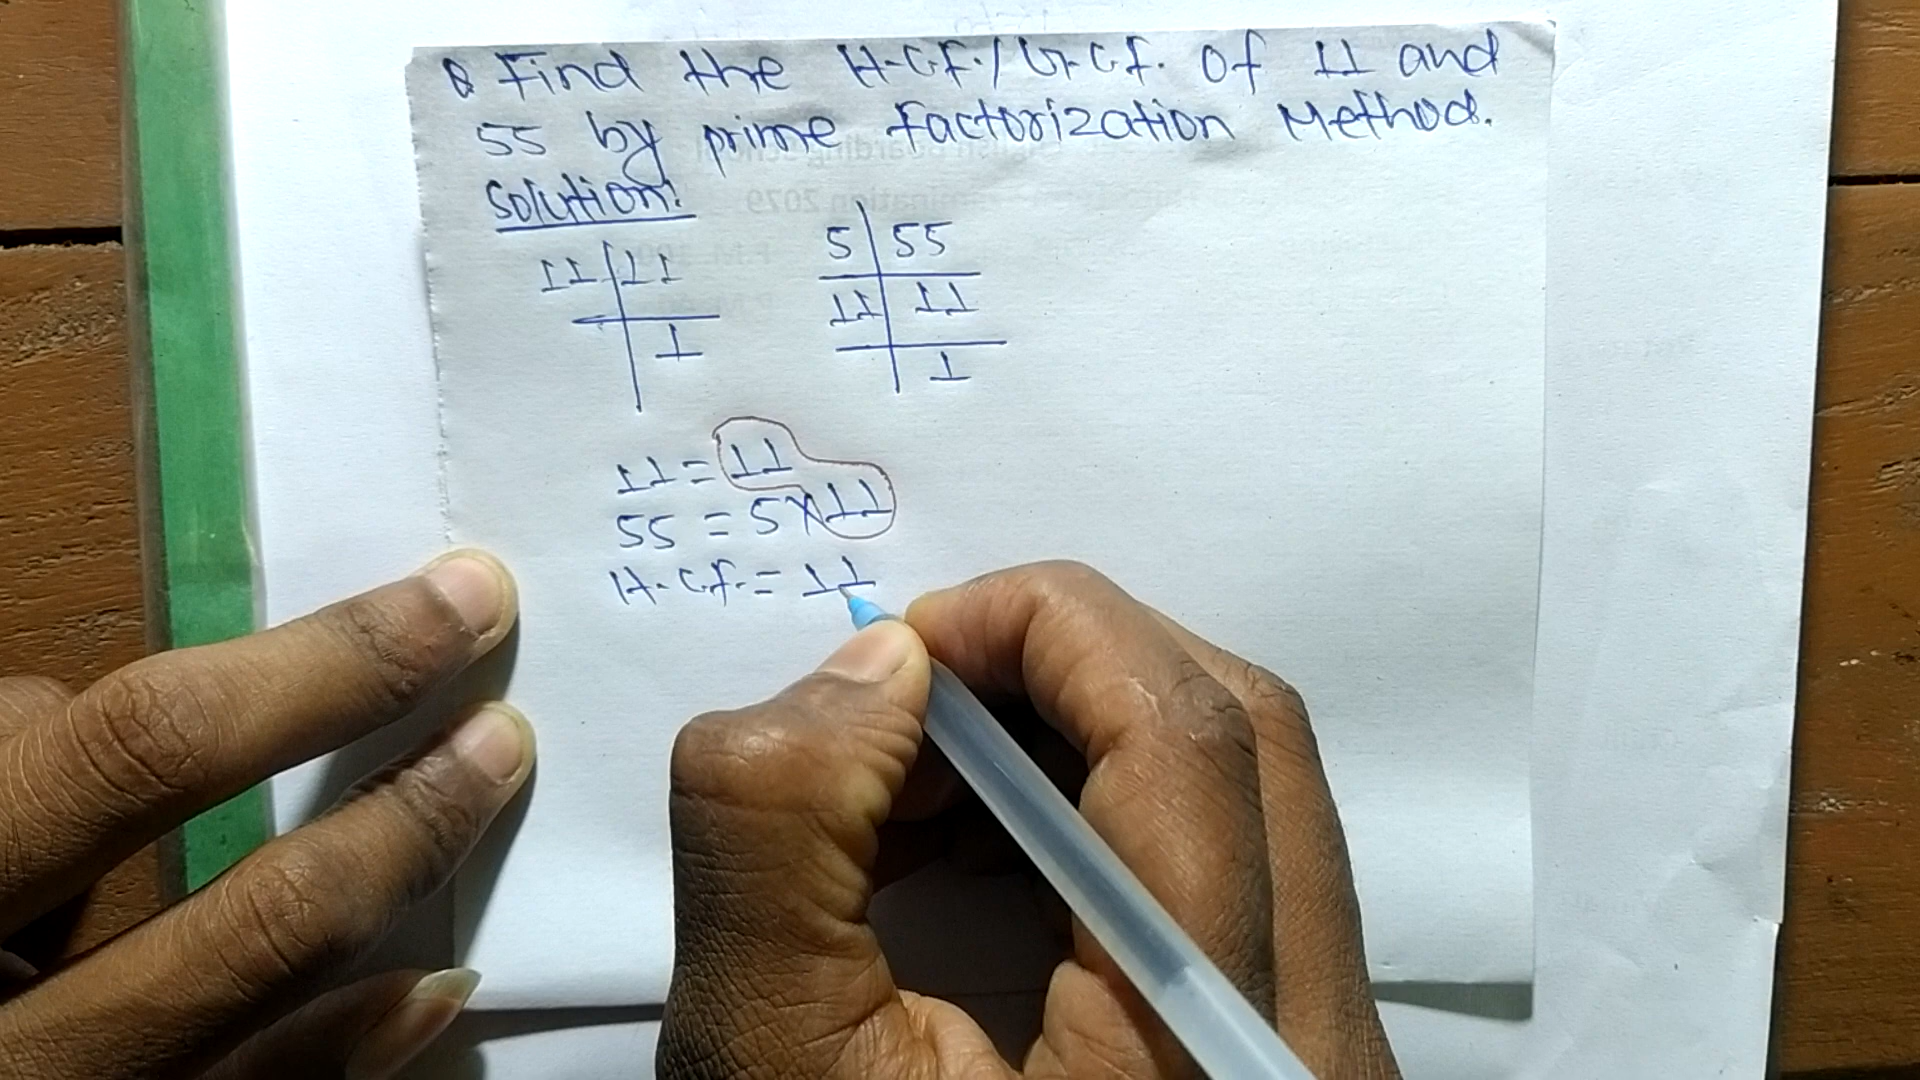 Q Find the H.C.F./G.C.F. of 11 and
55 by prime factorization Method.
Solution:
11 | 11
1
5 | 55
11 | 11
1
11 = 11
55 = 5×11
H.C.F. = 11